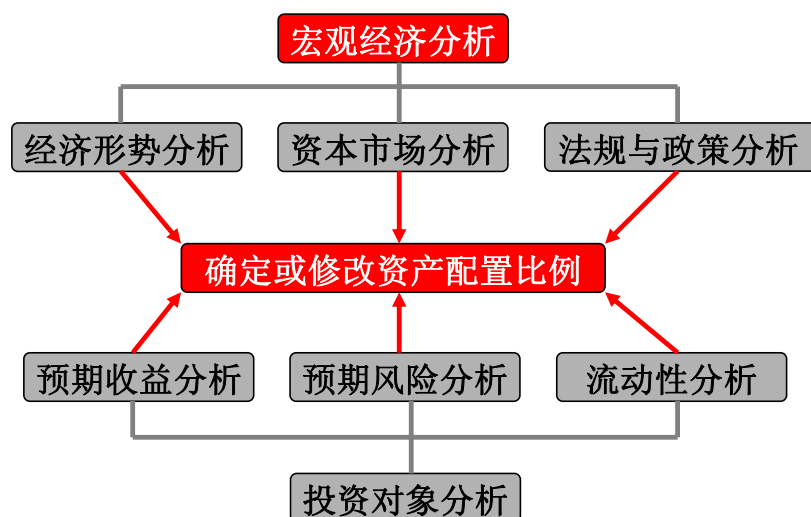 宏观经济分析
经济形势分析
资本市场分析
法规与政策分析
确定或修改资产配置比例
预期收益分析
预期风险分析
流动性分析
投资对象分析